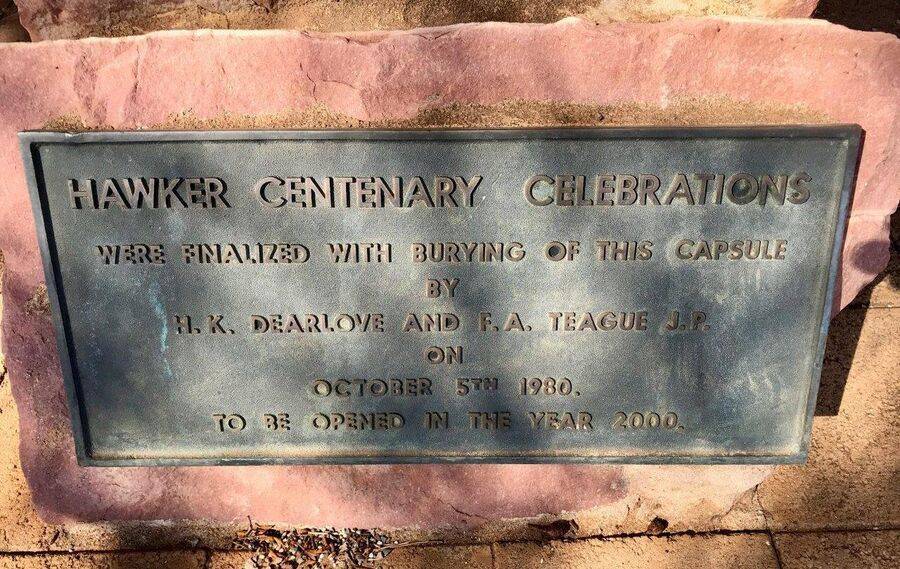 HAWKER CENTENARY CELEBRATIONS
WERE FINALIZED WITH BURYING OF THIS CAPSULE
BY
H. K. DEARLOVE AND F. A. TEAGUE J.P.
ON
OCTOBER 5TH 1980.
TO BE OPENED IN THE YEAR 2000.